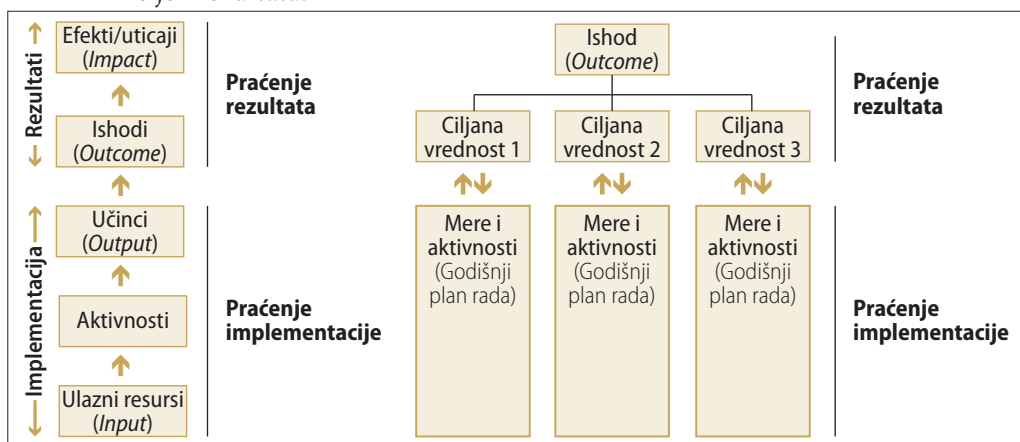 Rezultati
Efekti/uticaji
(Impact)
Ishodi
(Outcome)
Praćenje
rezultata
Implementacija
Učinci
(Output)
Aktivnosti
Ulazni resursi
(Input)
Praćenje
implementacije
Ishod
(Outcome)
Ciljana
vrednost 1
Ciljana
vrednost 2
Ciljana
vrednost 3
Praćenje
rezultata
Mere i
aktivnosti
(Godišnji
plan rada)
Mere i
aktivnosti
(Godišnji
plan rada)
Mere i
aktivnosti
(Godišnji
plan rada)
Praćenje
implementacije